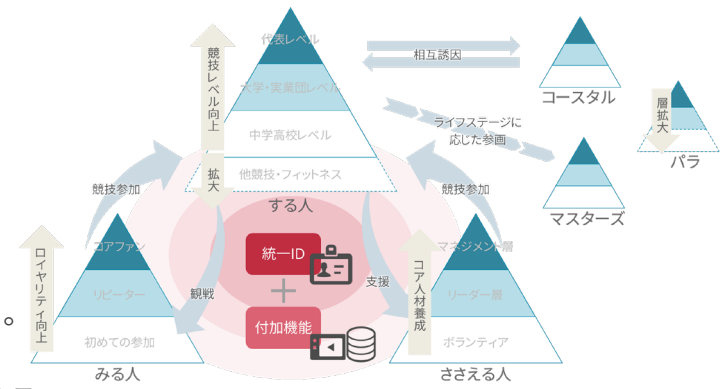 代表レベル
大学・実業団レベル
中学高校レベル
他競技・フィットネス
する人
競技レベル向上
拡大
相互誘因
コースタル
ライフステージに
応じた参画
マスターズ
層拡大
パラ
競技参加
競技参加
コアファン
リピーター
初めての参加
みる人
ロイヤリティ向上
。
観戦
統一ID
+
付加機能
支援
コア人材養成
マネジメント層
リーダー層
ボランティア
ささえる人